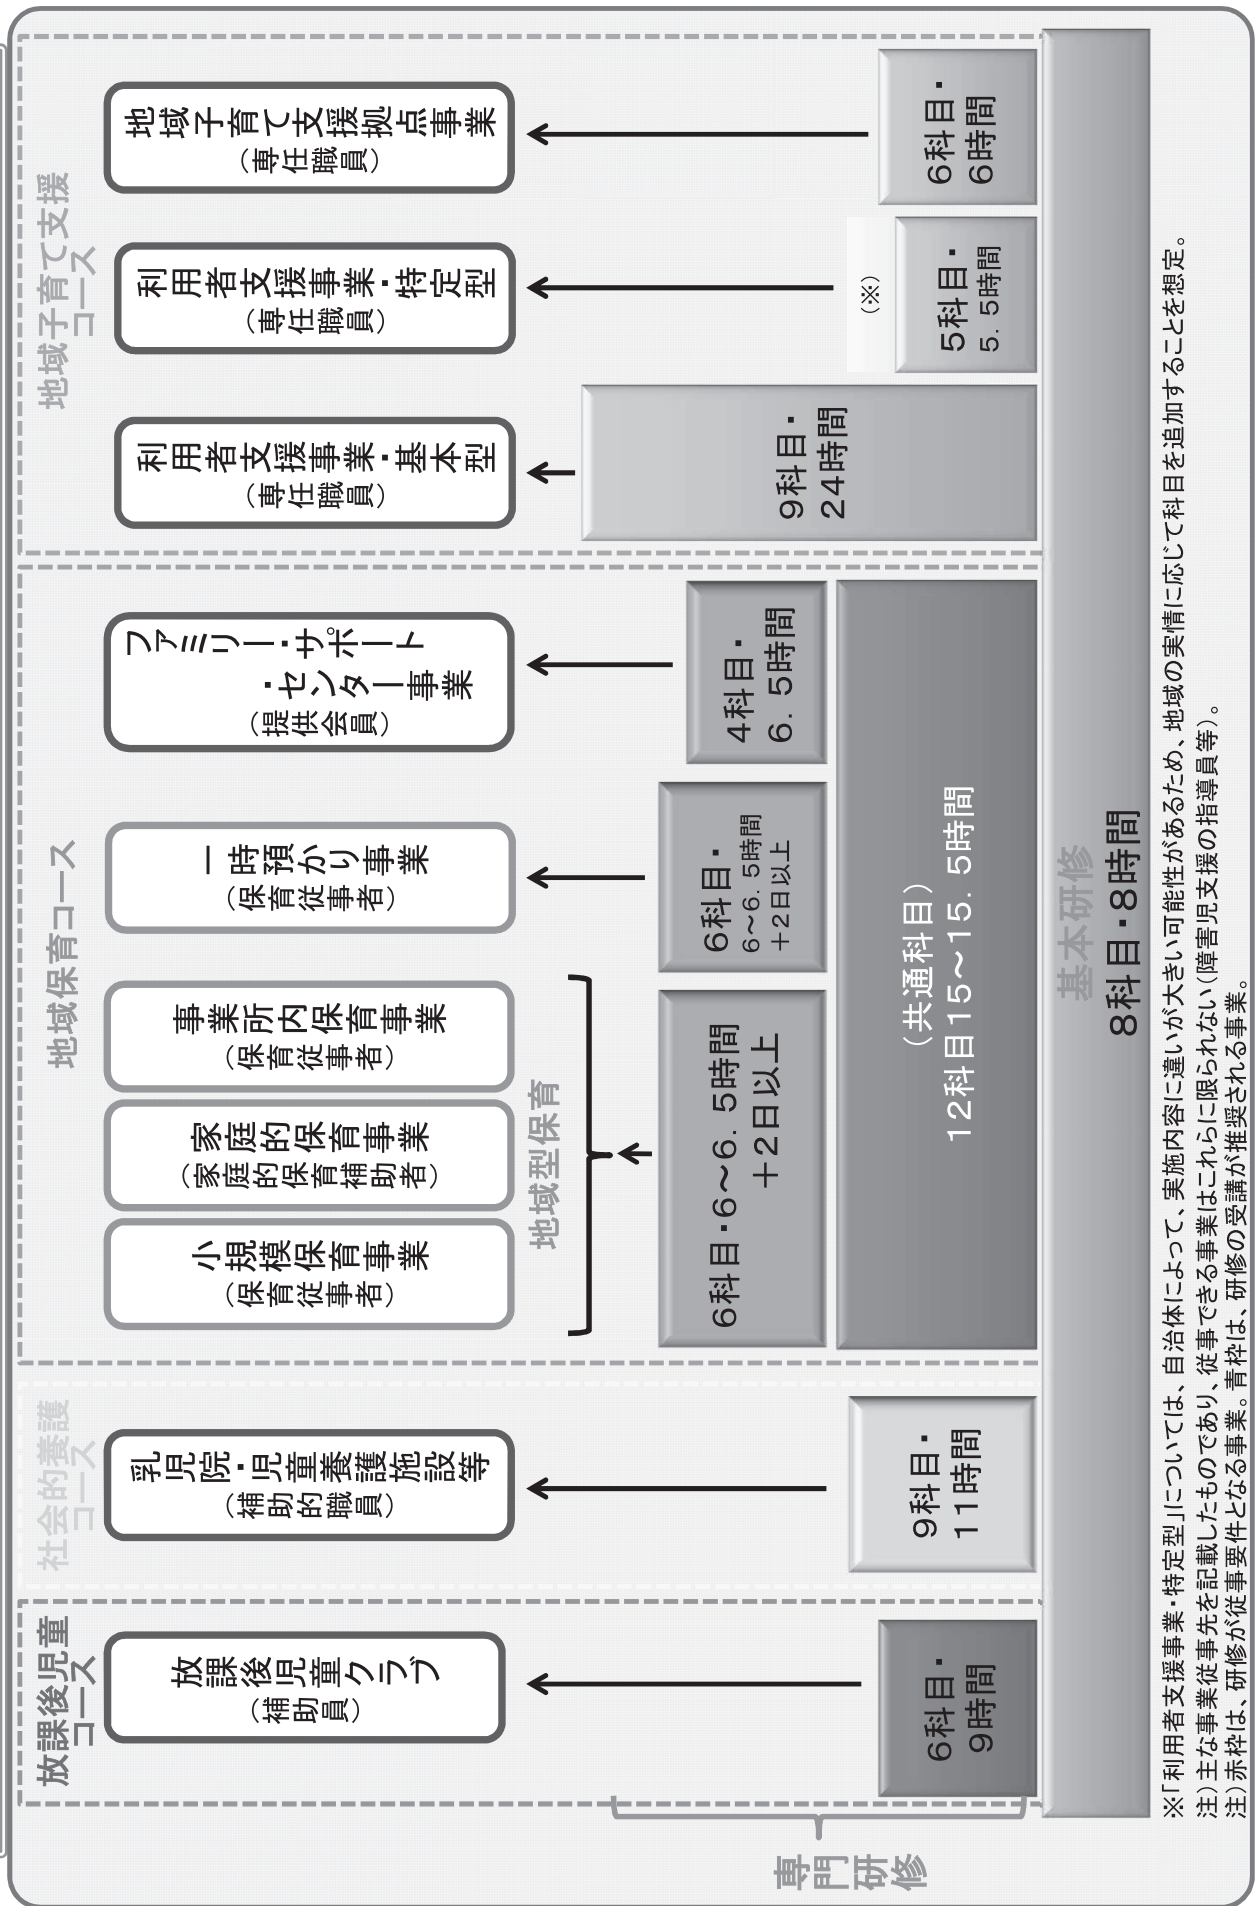 放課後児童
コース
放課後児童クラブ
（補助員）
6科目・
9時間
社会的養護
コース
乳児院・児童養護施設等
（補助的職員）
9科目・
11時間
地域保育コース
小規模保育事業
（保育従事者）
家庭的保育事業
（家庭的保育補助者）
事業所内保育事業
（保育従事者）
地域型保育
6科目・6～6．5時間
＋2日以上
一時預かり事業
（保育従事者）
6科目・
6～6．5時間
＋2日以上
ファミリー・サポート
・センター事業
（提供会員）
4科目・
6．5時間
（共通科目）
12科目15～15．5時間
地域子育て支援
コース
利用者支援事業・基本型
（専任職員）
9科目・
24時間
利用者支援事業・特定型
（専任職員）
（※）
5科目・
5．5時間
地域子育て支援拠点事業
（専任職員）
6科目・
6時間
専門研修
基本研修
8科目・8時間
※「利用者支援事業・特定型」については、自治体によって、実施内容に違いが大きい可能性があるため、地域の実情に応じて科目を追加することを想定。
注）主な事業従事先を記載したものであり、従事できる事業はこれらに限られない（障害児支援の指導員等）。
注）赤枠は、研修が従事要件となる事業。青枠は、研修の受講が推奨される事業。